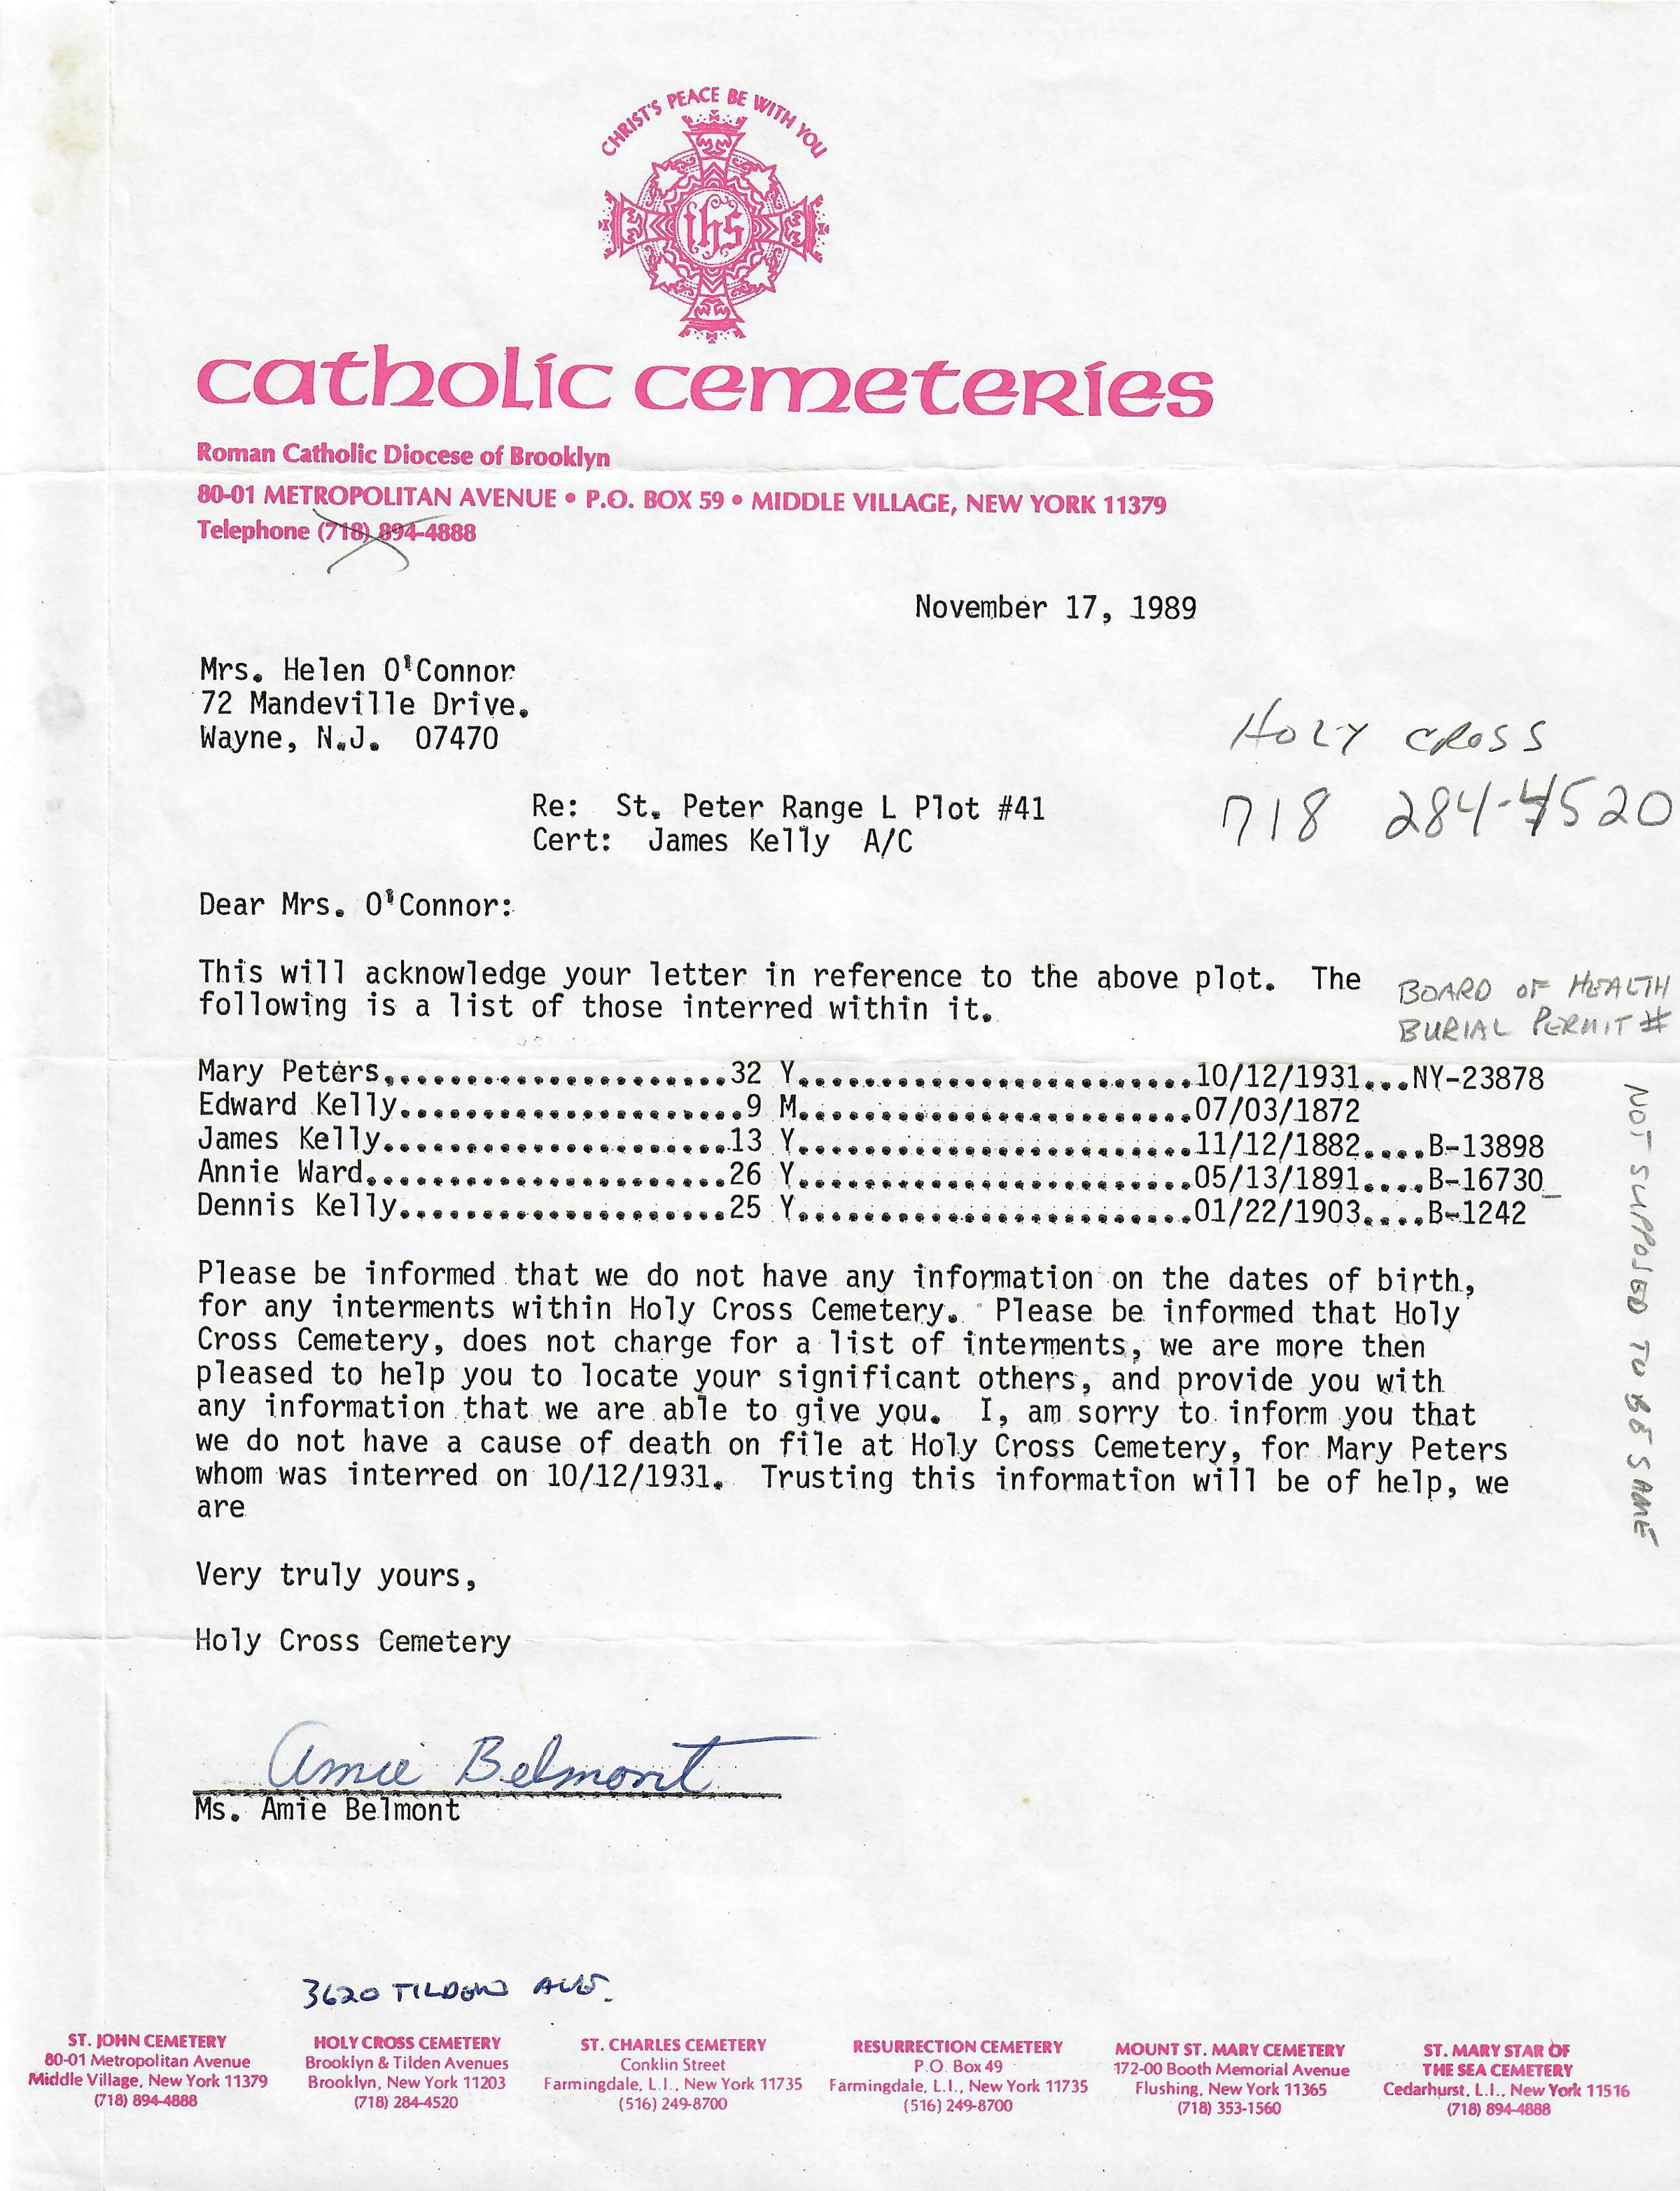 CHRIST'S PEACE BE WITH YOU
ihs
catholic cemeteries
Roman Catholic Diocese of Brooklyn
80-01 METROPOLITAN AVENUE • P.O. BOX 59 • MIDDLE VILLAGE, NEW YORK 11379
Telephone (718) 894-4888
November 17, 1989
Mrs. Helen O'Connor
72 Mandeville Drive.
Wayne, N.J.  07470
HOLY CROSS
718 284-4520
Re:  St. Peter Range L Plot #41
Cert:  James Kelly  A/C
Dear Mrs. O'Connor:
This will acknowledge your letter in reference to the above plot.  The
following is a list of those interred within it.
BOARD OF HEALTH
BURIAL PERMIT #
Mary Peters.....................32 Y........................10/12/1931...NY-23878
Edward Kelly.....................9 M........................07/03/1872
James Kelly.....................13 Y........................11/12/1882....B-13898
Annie Ward......................26 Y........................05/13/1891....B-16730_
Dennis Kelly....................25 Y........................01/22/1903....B-1242
NOT SUPPOSED TO BE SAME
Please be informed that we do not have any information on the dates of birth,
for any interments within Holy Cross Cemetery.  Please be informed that Holy
Cross Cemetery, does not charge for a list of interments, we are more then
pleased to help you to locate your significant others, and provide you with
any information that we are able to give you.  I, am sorry to inform you that
we do not have a cause of death on file at Holy Cross Cemetery, for Mary Peters
whom was interred on 10/12/1931.  Trusting this information will be of help, we
are
Very truly yours,
Holy Cross Cemetery
Amie Belmont
Ms. Amie Belmont
3620 TILDEN AVE.
ST. JOHN CEMETERY
80-01 Metropolitan Avenue
Middle Village, New York 11379
(718) 894-4888
HOLY CROSS CEMETERY
Brooklyn & Tilden Avenues
Brooklyn, New York 11203
(718) 284-4520
ST. CHARLES CEMETERY
Conklin Street
Farmingdale, L.I., New York 11735
(516) 249-8700
RESURRECTION CEMETERY
P.O. Box 49
Farmingdale, L.I., New York 11735
(516) 249-8700
MOUNT ST. MARY CEMETERY
172-00 Booth Memorial Avenue
Flushing, New York 11365
(718) 353-1560
ST. MARY STAR OF
THE SEA CEMETERY
Cedarhurst, L.I., New York 11516
(718) 894-4888